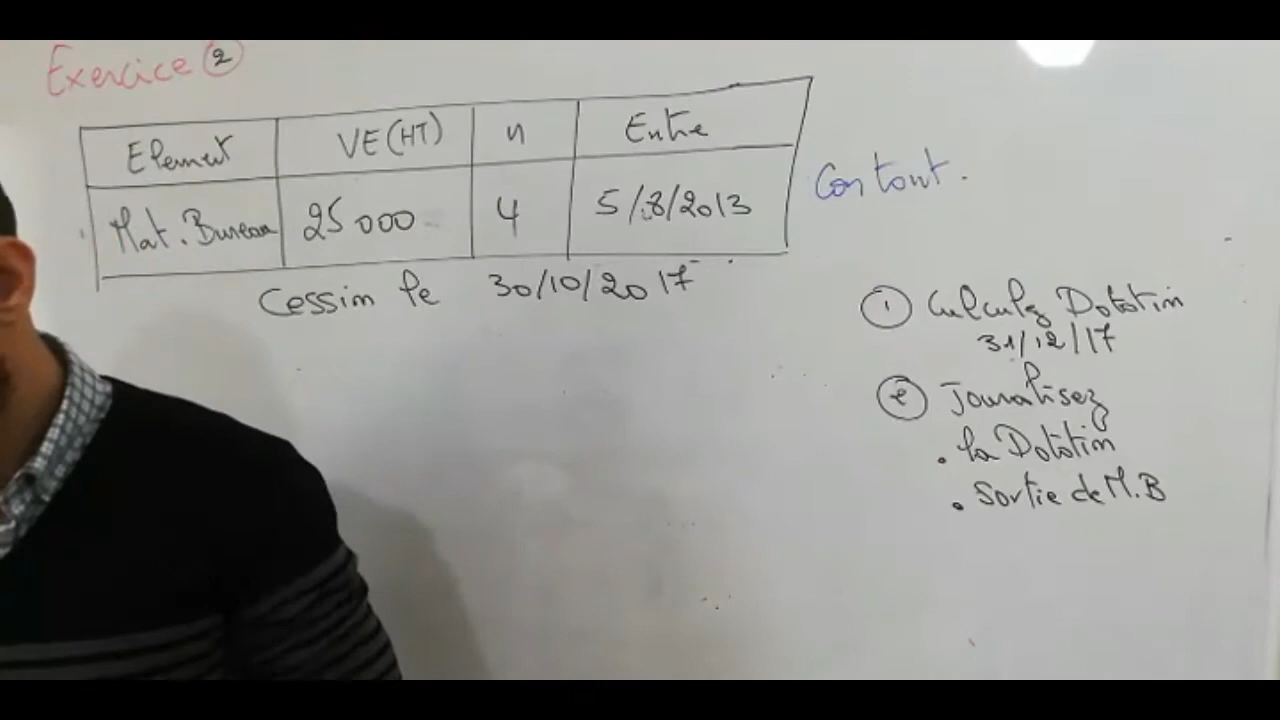 Exercice 2
Element VE(HT) n Entre
Mat. Bureau 25 000 4 5/8/2013
Constant.
Cession le 30/10/2017
1 Calculez Dotation
31/12/17
2 Journalisez
. la Dotation
. Sortie de M.B